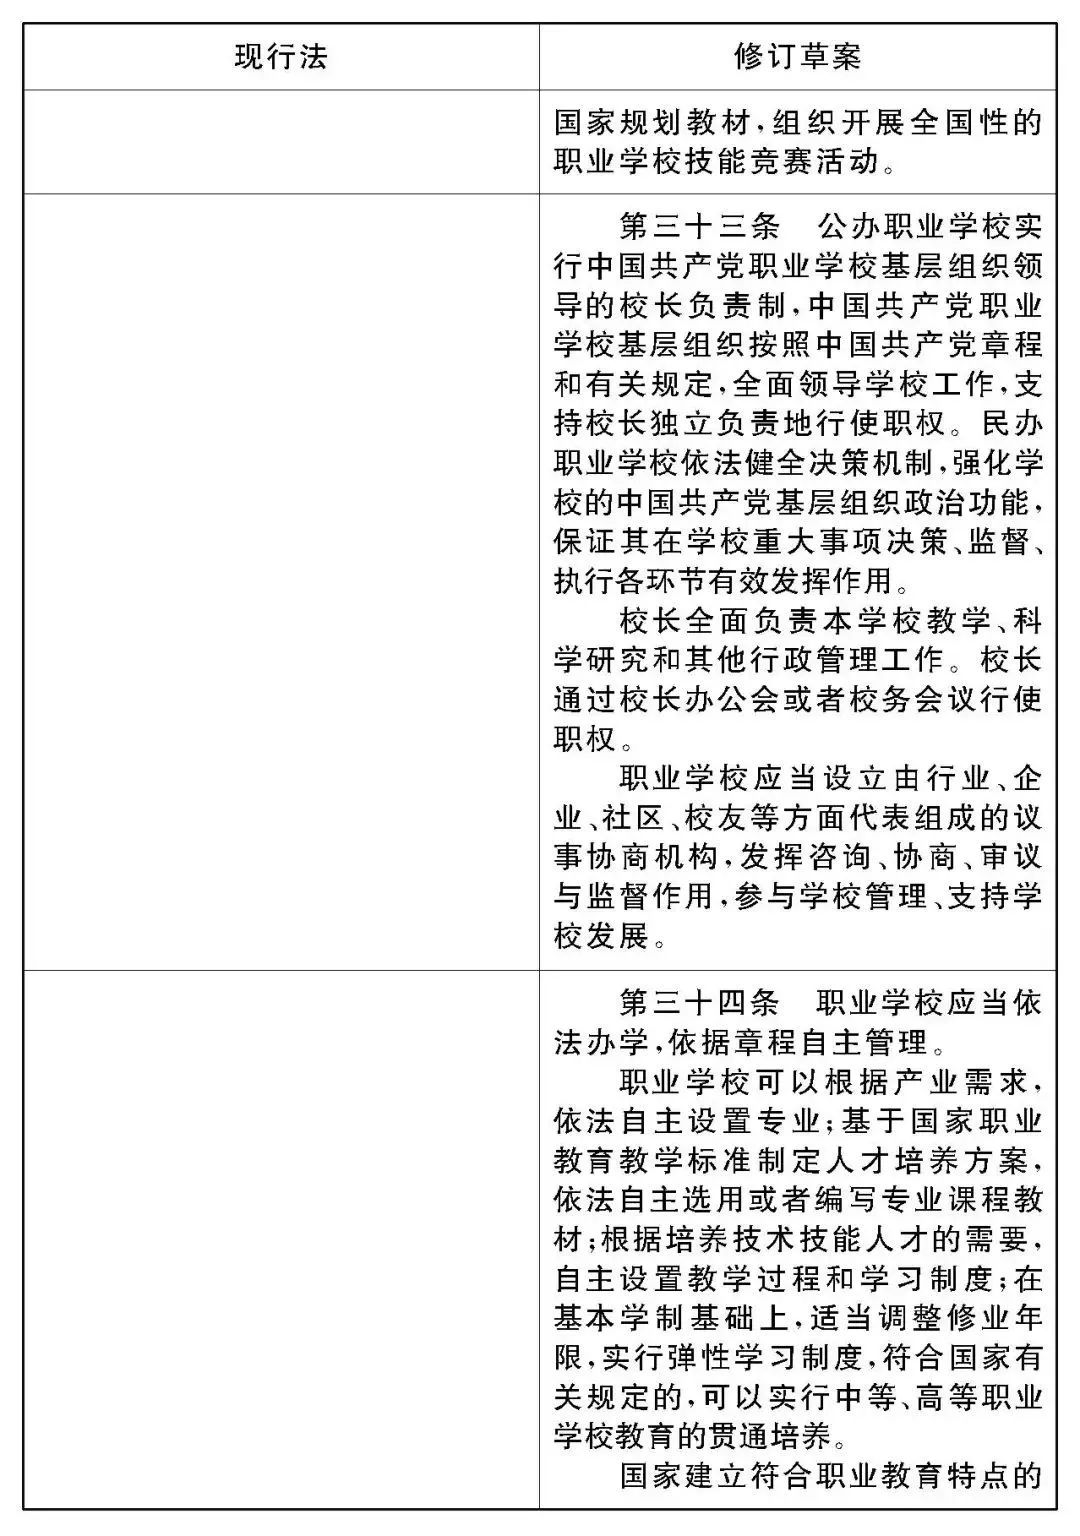 现行法
修订草案
国家规划教材,组织开展全国性的
职业学校技能竞赛活动。
第三十三条　公办职业学校实
行中国共产党职业学校基层组织领
导的校长负责制,中国共产党职业
学校基层组织按照中国共产党章程
和有关规定,全面领导学校工作,支
持校长独立负责地行使职权。民办
职业学校依法健全决策机制,强化学
校的中国共产党基层组织政治功能,
保证其在学校重大事项决策、监督、
执行各环节有效发挥作用。
校长全面负责本学校教学、科
学研究和其他行政管理工作。校长
通过校长办公会或者校务会议行使
职权。
职业学校应当设立由行业、企
业、社区、校友等方面代表组成的议
事协商机构,发挥咨询、协商、审议
与监督作用,参与学校管理、支持学
校发展。
第三十四条　职业学校应当依
法办学,依据章程自主管理。
职业学校可以根据产业需求,
依法自主设置专业;基于国家职业
教育教学标准制定人才培养方案,
依法自主选用或者编写专业课程教
材;根据培养技术技能人才的需要,
自主设置教学过程和学习制度;在
基本学制基础上,适当调整修业年
限,实行弹性学习制度,符合国家有
关规定的,可以实行中等、高等职业
学校教育的贯通培养。
国家建立符合职业教育特点的